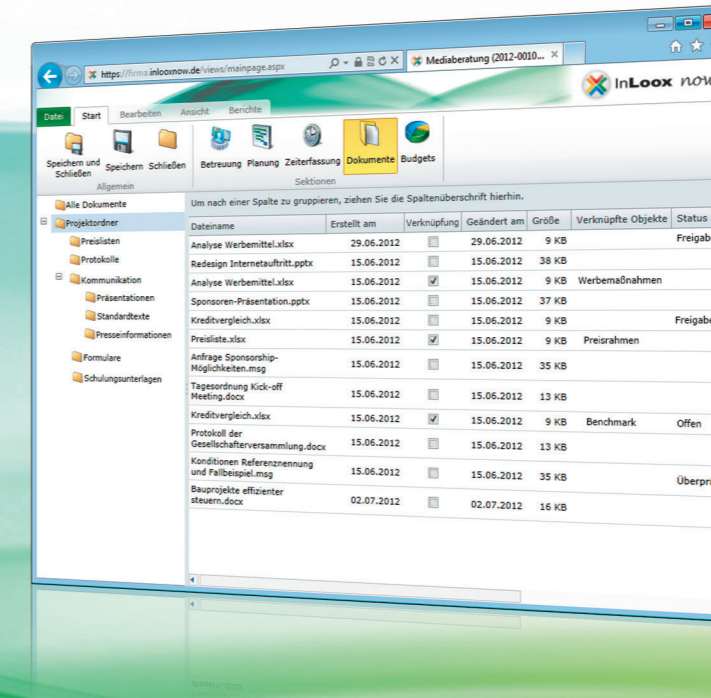 https://firma.inlooxnow.de/views/mainpage.aspx
Mediaberatung (2012-0010...
InLoox now
Datei Start Bearbeiten Ansicht Berichte
Speichern und Schließen Speichern Schließen Betreuung Planung Zeiterfassung Dokumente Budgets
Allgemein Sektionen
Alle Dokumente
Projektordner
Preislisten
Protokolle
Kommunikation
Präsentationen
Standardtexte
Presseinformationen
Formulare
Schulungsunterlagen
Um nach einer Spalte zu gruppieren, ziehen Sie die Spaltenüberschrift hierhin.
Dateiname Erstellt am Verknüpfung Geändert am Größe Verknüpfte Objekte Status
Analyse Werbemittel.xlsx 29.06.2012 29.06.2012 9 KB Freigabe
Redesign Internetauftritt.pptx 15.06.2012 15.06.2012 38 KB
Analyse Werbemittel.xlsx 15.06.2012 15.06.2012 9 KB Werbemaßnahmen
Sponsoren-Präsentation.pptx 15.06.2012 15.06.2012 37 KB
Kreditvergleich.xlsx 15.06.2012 15.06.2012 9 KB Freigabe
Preisliste.xlsx 15.06.2012 15.06.2012 9 KB Preisrahmen
Anfrage Sponsorship-
Möglichkeiten.msg 15.06.2012 15.06.2012 35 KB
Tagesordnung Kick-off
Meeting.docx 15.06.2012 15.06.2012 13 KB
Kreditvergleich.xlsx 15.06.2012 15.06.2012 9 KB Benchmark Offen
Protokoll der
Gesellschafterversammlung.docx 15.06.2012 15.06.2012 13 KB
Konditionen Referenznennung
und Fallbeispiel.msg 15.06.2012 15.06.2012 35 KB Überpri
Bauprojekte effizienter
steuern.docx 02.07.2012 02.07.2012 16 KB